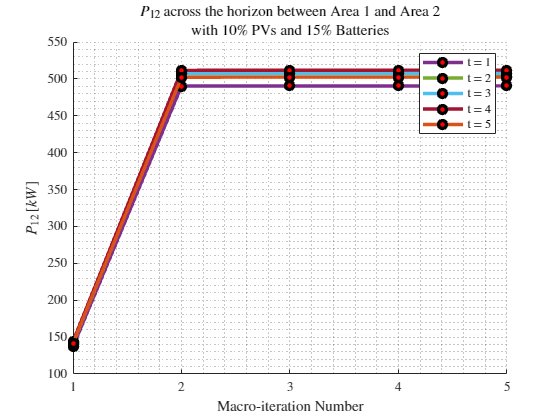 P12 across the horizon between Area 1 and Area 2
with 10% PVs and 15% Batteries
550
500
450
400
350
300
250
200
150
100
P12 [kW]
t = 1
t = 2
t = 3
t = 4
t = 5
1 2 3 4 5
Macro-iteration Number